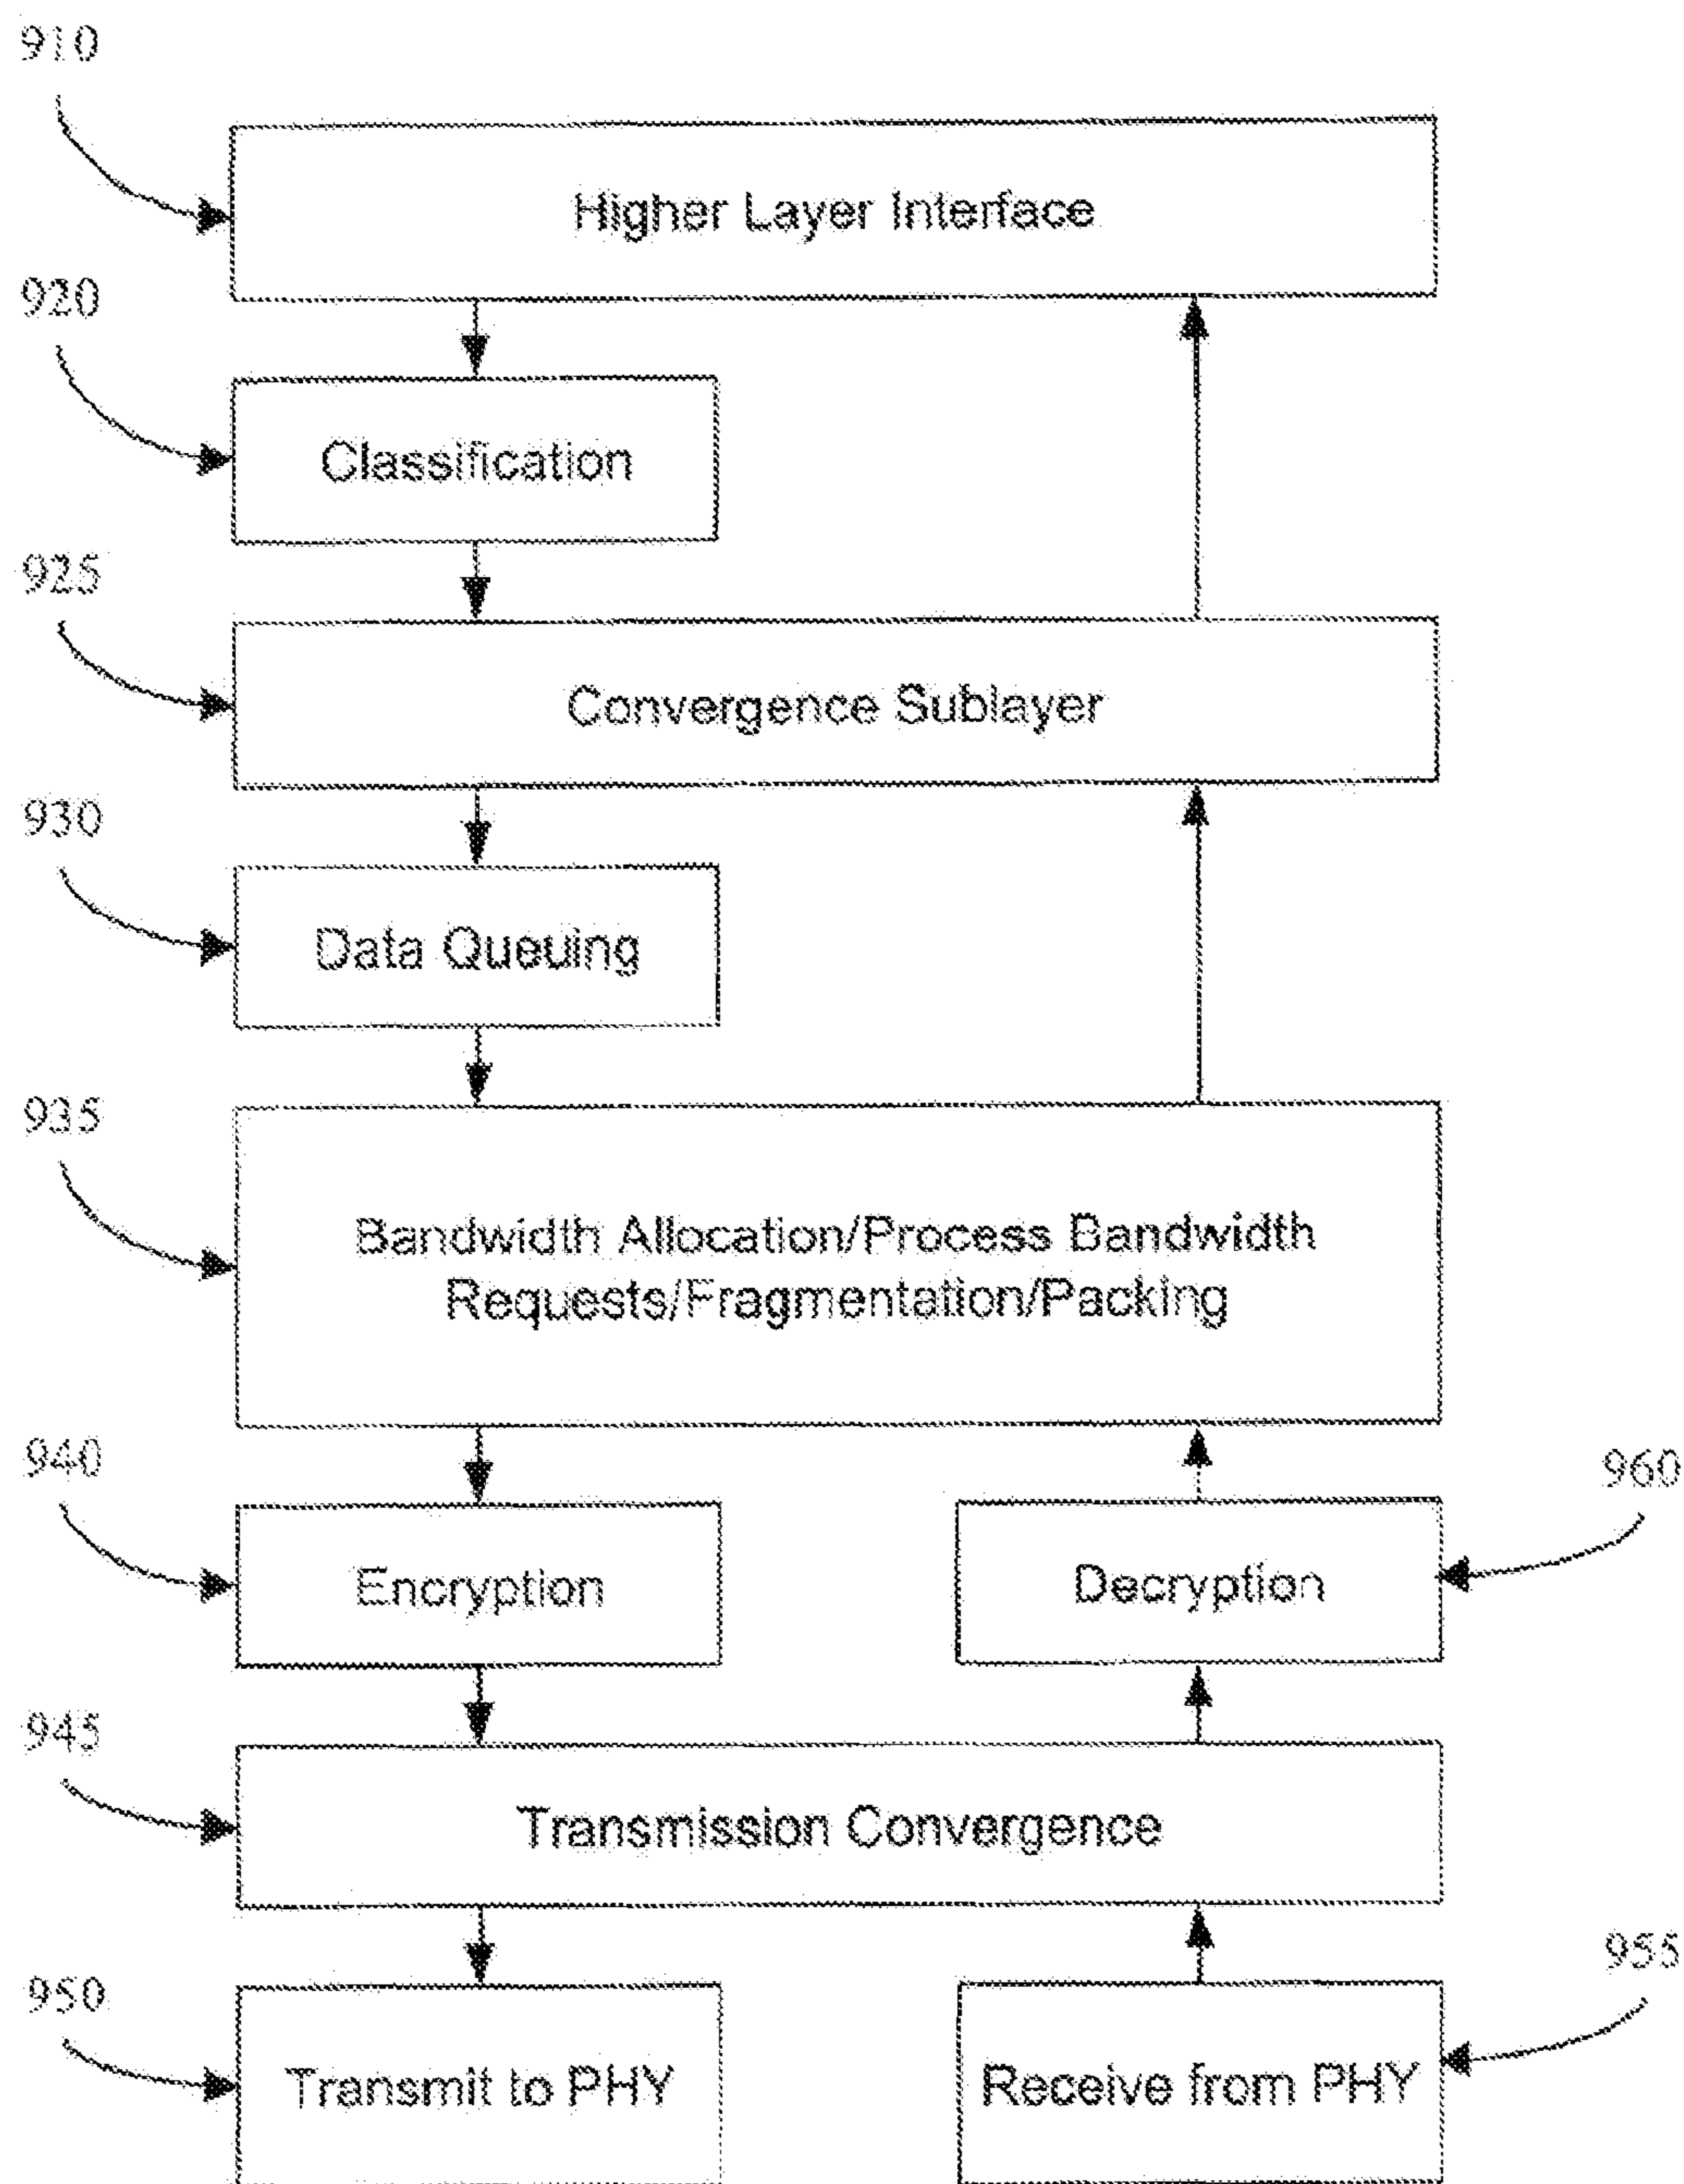 910
Higher Layer Interface
920
Classification
925
Convergence Sublayer
930
Data Queuing
935
Bandwidth Allocation/Process Bandwidth
Requests/Fragmentation/Packing
940
960
Encryption
Decryption
945
Transmission Convergence
955
950
Transmit to PHY
Receive from PHY